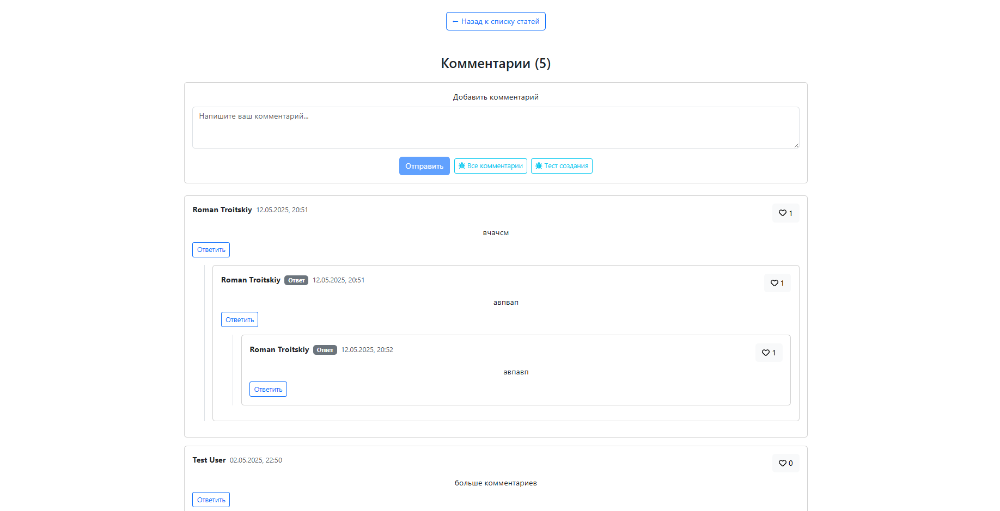 ← Назад к списку статей
Комментарии (5)
Добавить комментарий
Напишите ваш комментарий...
Отправить Все комментарии Тест создания
Roman Troitskiy 12.05.2025, 20:51 1
вчачсм
Ответить
Roman Troitskiy Ответ 12.05.2025, 20:51 1
авпвап
Ответить
Roman Troitskiy Ответ 12.05.2025, 20:52 1
авпавп
Ответить
Test User 02.05.2025, 22:50 0
больше комментариев
Ответить